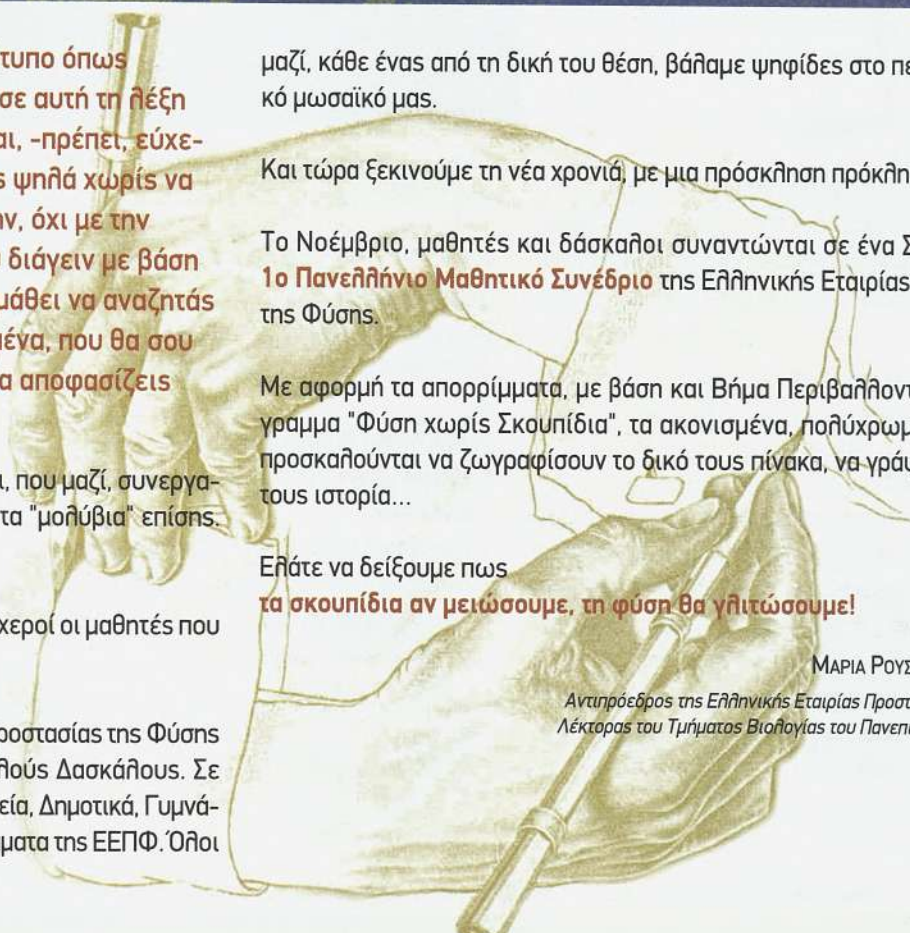 τυπο όπως
σε αυτή τη λέξη
αι, -πρέπει, εύχε-
ς ψηλά χωρίς να
ην, όχι με την
διάγειν με βάση
μάθει να αναζητάς
μένα, που θα σου
α αποφασίζεις
ι, που μαζί, συνεργα-
τα "μολύβια" επίσης.
χεροί οι μαθητές που
ροστασίας της Φύσης
λούς Δασκάλους. Σε
εία, Δημοτικά, Γυμνά-
ματα της ΕΕΠΦ. Όλοι
μαζί, κάθε ένας από τη δική του θέση, βάλαμε ψηφίδες στο πε
κό μωσαϊκό μας.
Και τώρα ξεκινούμε τη νέα χρονιά, με μια πρόσκληση πρόκλη
Το Νοέμβριο, μαθητές και δάσκαλοι συναντώνται σε ένα Σ
1ο Πανελλήνιο Μαθητικό Συνέδριο της Ελληνικής Εταιρίας
της Φύσης.
Με αφορμή τα απορρίμματα, με βάση και Βήμα Περιβαλλοντ
γραμμα "Φύση χωρίς Σκουπίδια", τα ακονισμένα, πολύχρωμ
προσκαλούνται να ζωγραφίσουν το δικό τους πίνακα, να γράψ
τους ιστορία...
Ελάτε να δείξουμε πως
τα σκουπίδια αν μειώσουμε, τη φύση θα γλιτώσουμε!
ΜΑΡΙΑ ΡΟΥΣ
Αντιπρόεδρος της Ελληνικής Εταιρίας Προστ
Λέκτορας του Τμήματος Βιολογίας του Πανεπι